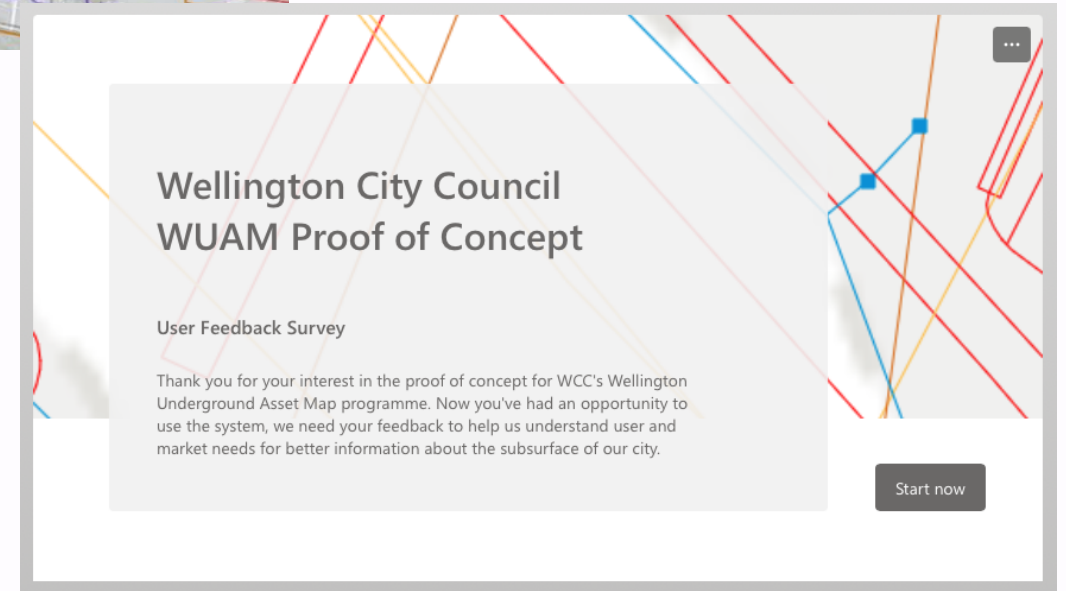 Wellington City Council
WUAM Proof of Concept
User Feedback Survey
Thank you for your interest in the proof of concept for WCC's Wellington
Underground Asset Map programme. Now you've had an opportunity to
use the system, we need your feedback to help us understand user and
market needs for better information about the subsurface of our city.
Start now